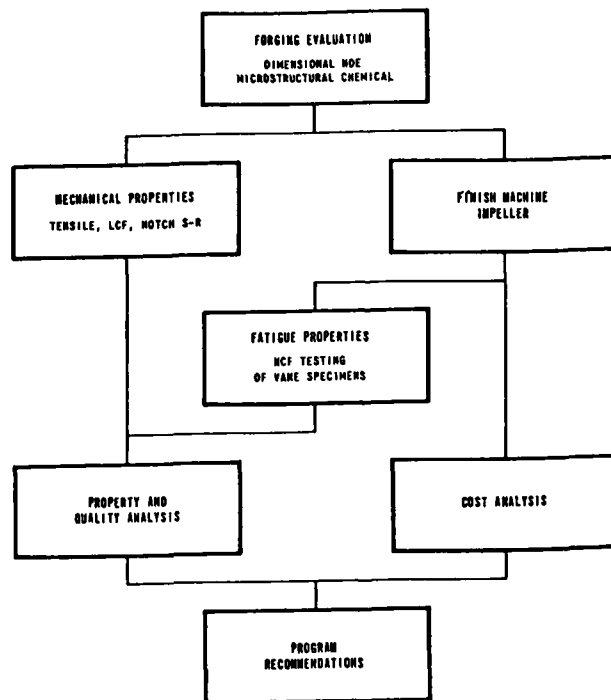 FORGING EVALUATION
DIMENSIONAL NDE
MICROSTRUCTURAL CHEMICAL
MECHANICAL PROPERTIES
TENSILE, LCF, NOTCH S-R
FINISH MACHINE
IMPELLER
FATIGUE PROPERTIES
HCF TESTING
OF VANE SPECIMENS
PROPERTY AND
QUALITY ANALYSIS
COST ANALYSIS
PROGRAM
RECOMMENDATIONS